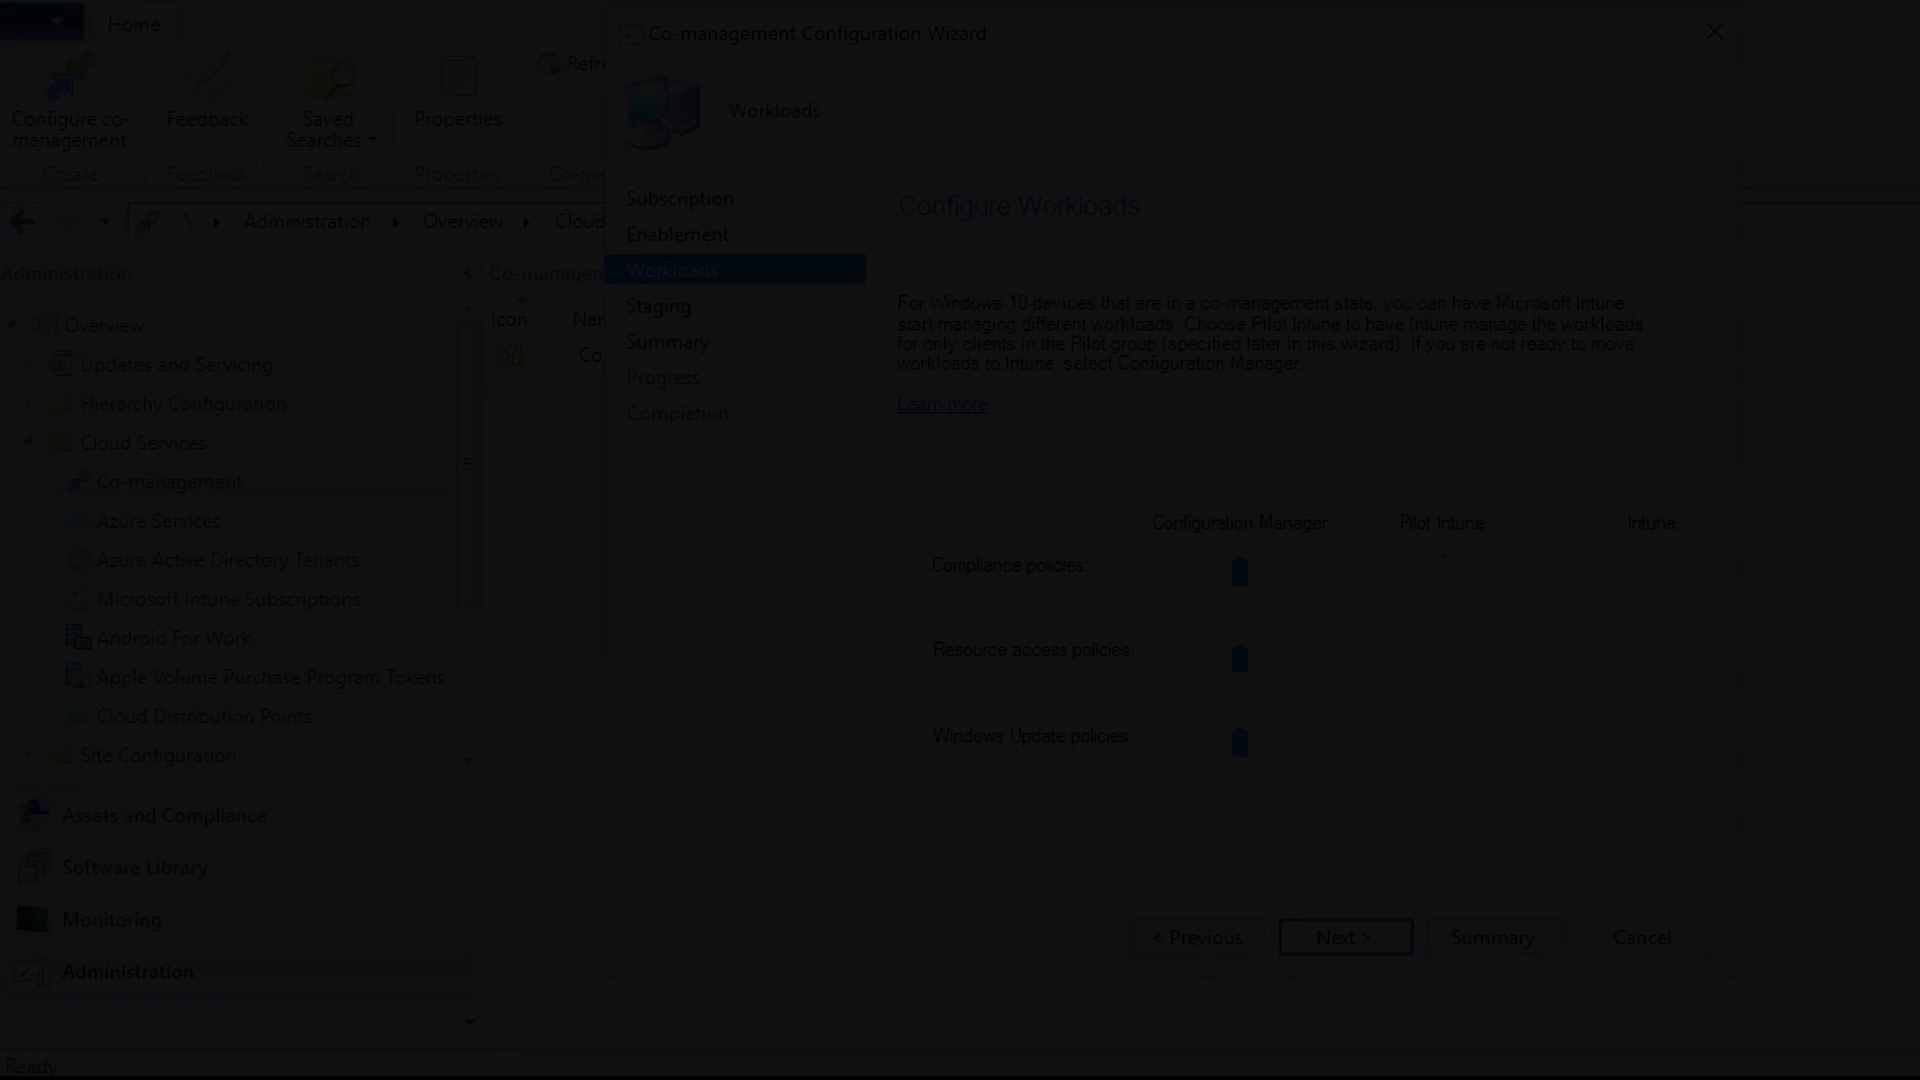 Home
Configure co-
management
Feedback
Saved
Searches
Properties
Create
Feedback
Search
Properties
\ Administration Overview
Administration
Icon
Overview
Updates and Servicing
Hierarchy Configuration
Cloud Services
Co-management
Azure Services
Azure Active Directory Tenants
Microsoft Intune Subscriptions
Android For Work
Apple Volume Purchase Program Tokens
Cloud Distribution Points
Site Configuration
Assets and Compliance
Software Library
Monitoring
Administration
Ready
Co-management Configuration Wizard
Workloads
Subscription
Enablement
Workloads
Staging
Summary
Progress
Completion
Configure Workloads
For Windows 10 devices that are in a co-management state, you can have Microsoft Intune
start managing different workloads. Choose Pilot Intune to have Intune manage the workloads
for only clients in the Pilot group (specified later in this wizard). If you are not ready to move
workloads to Intune, select Configuration Manager.
Learn more
Configuration Manager Pilot Intune Intune
Compliance policies:
Resource access policies:
Windows Update policies:
< Previous Next > Summary Cancel